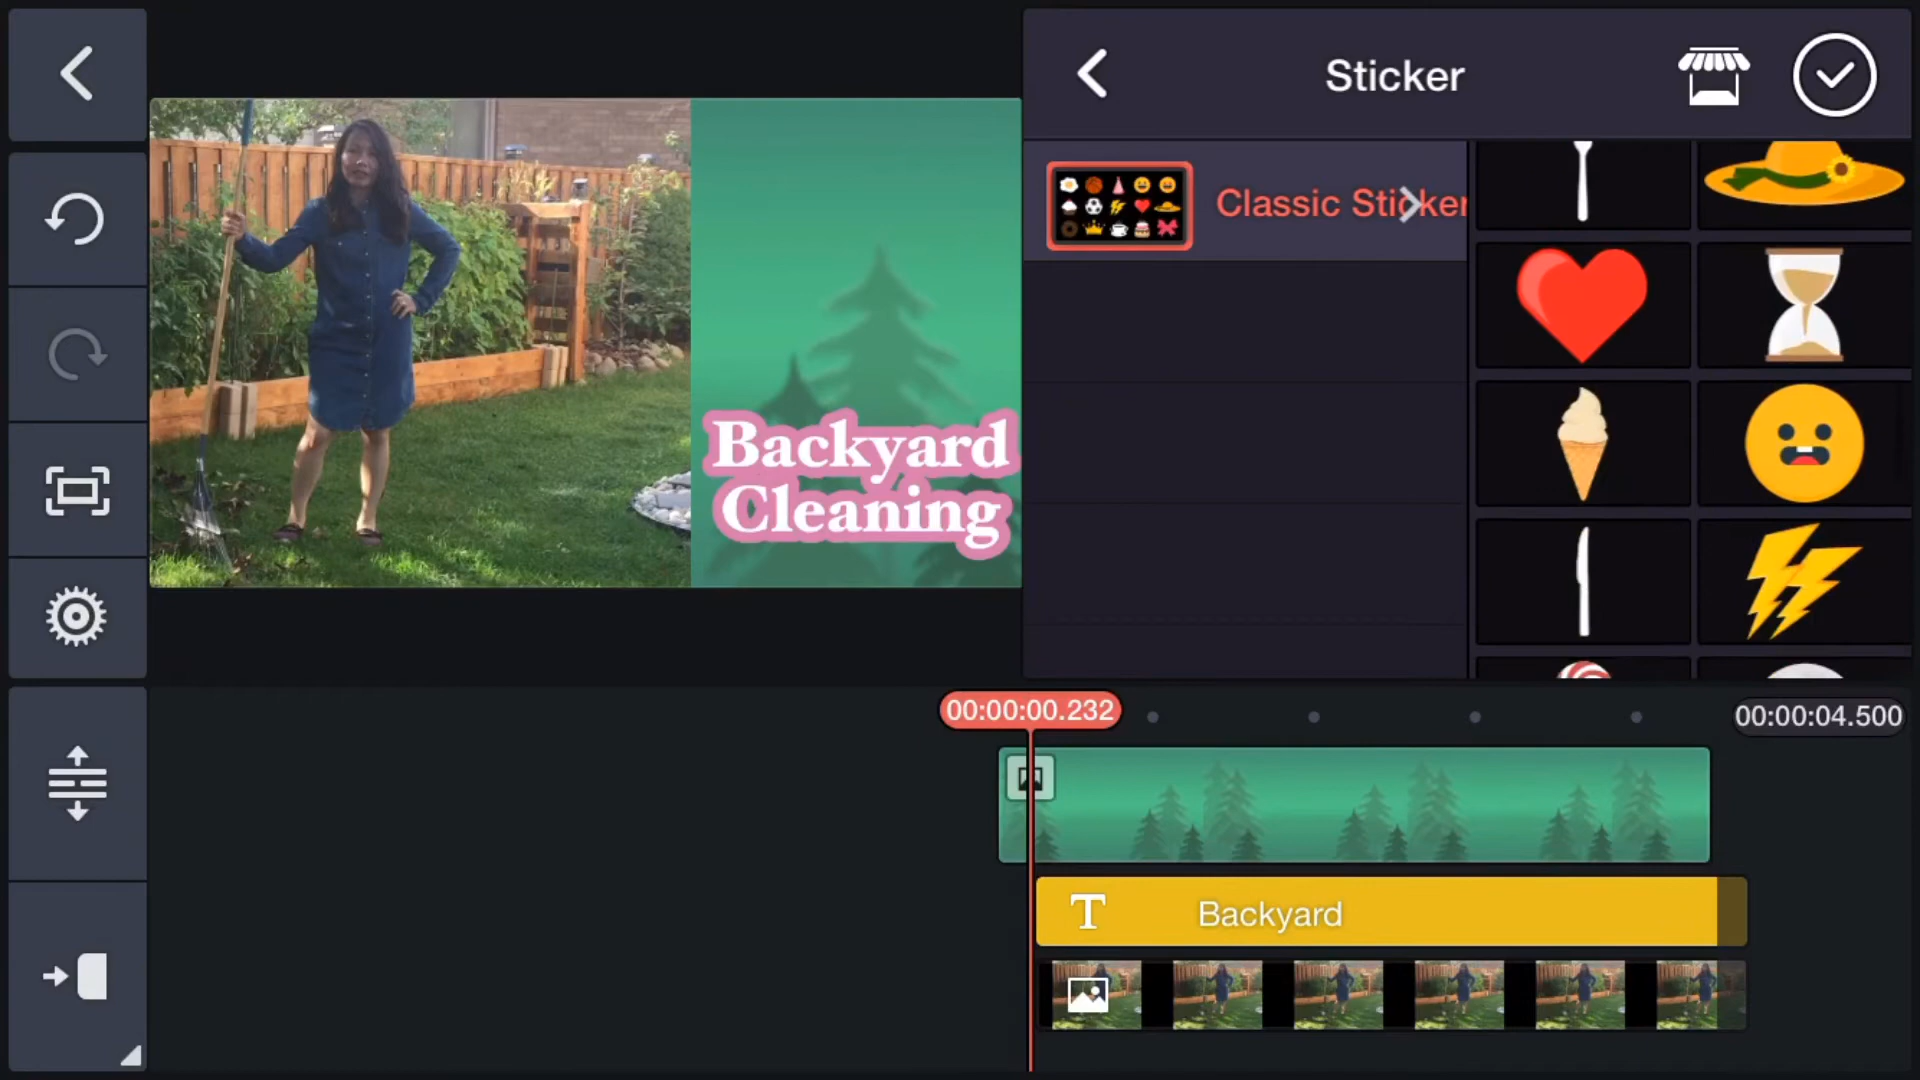 Sticker
Classic Sticker
Backyard
Cleaning
00:00:00.232
00:00:04.500
T
Backyard